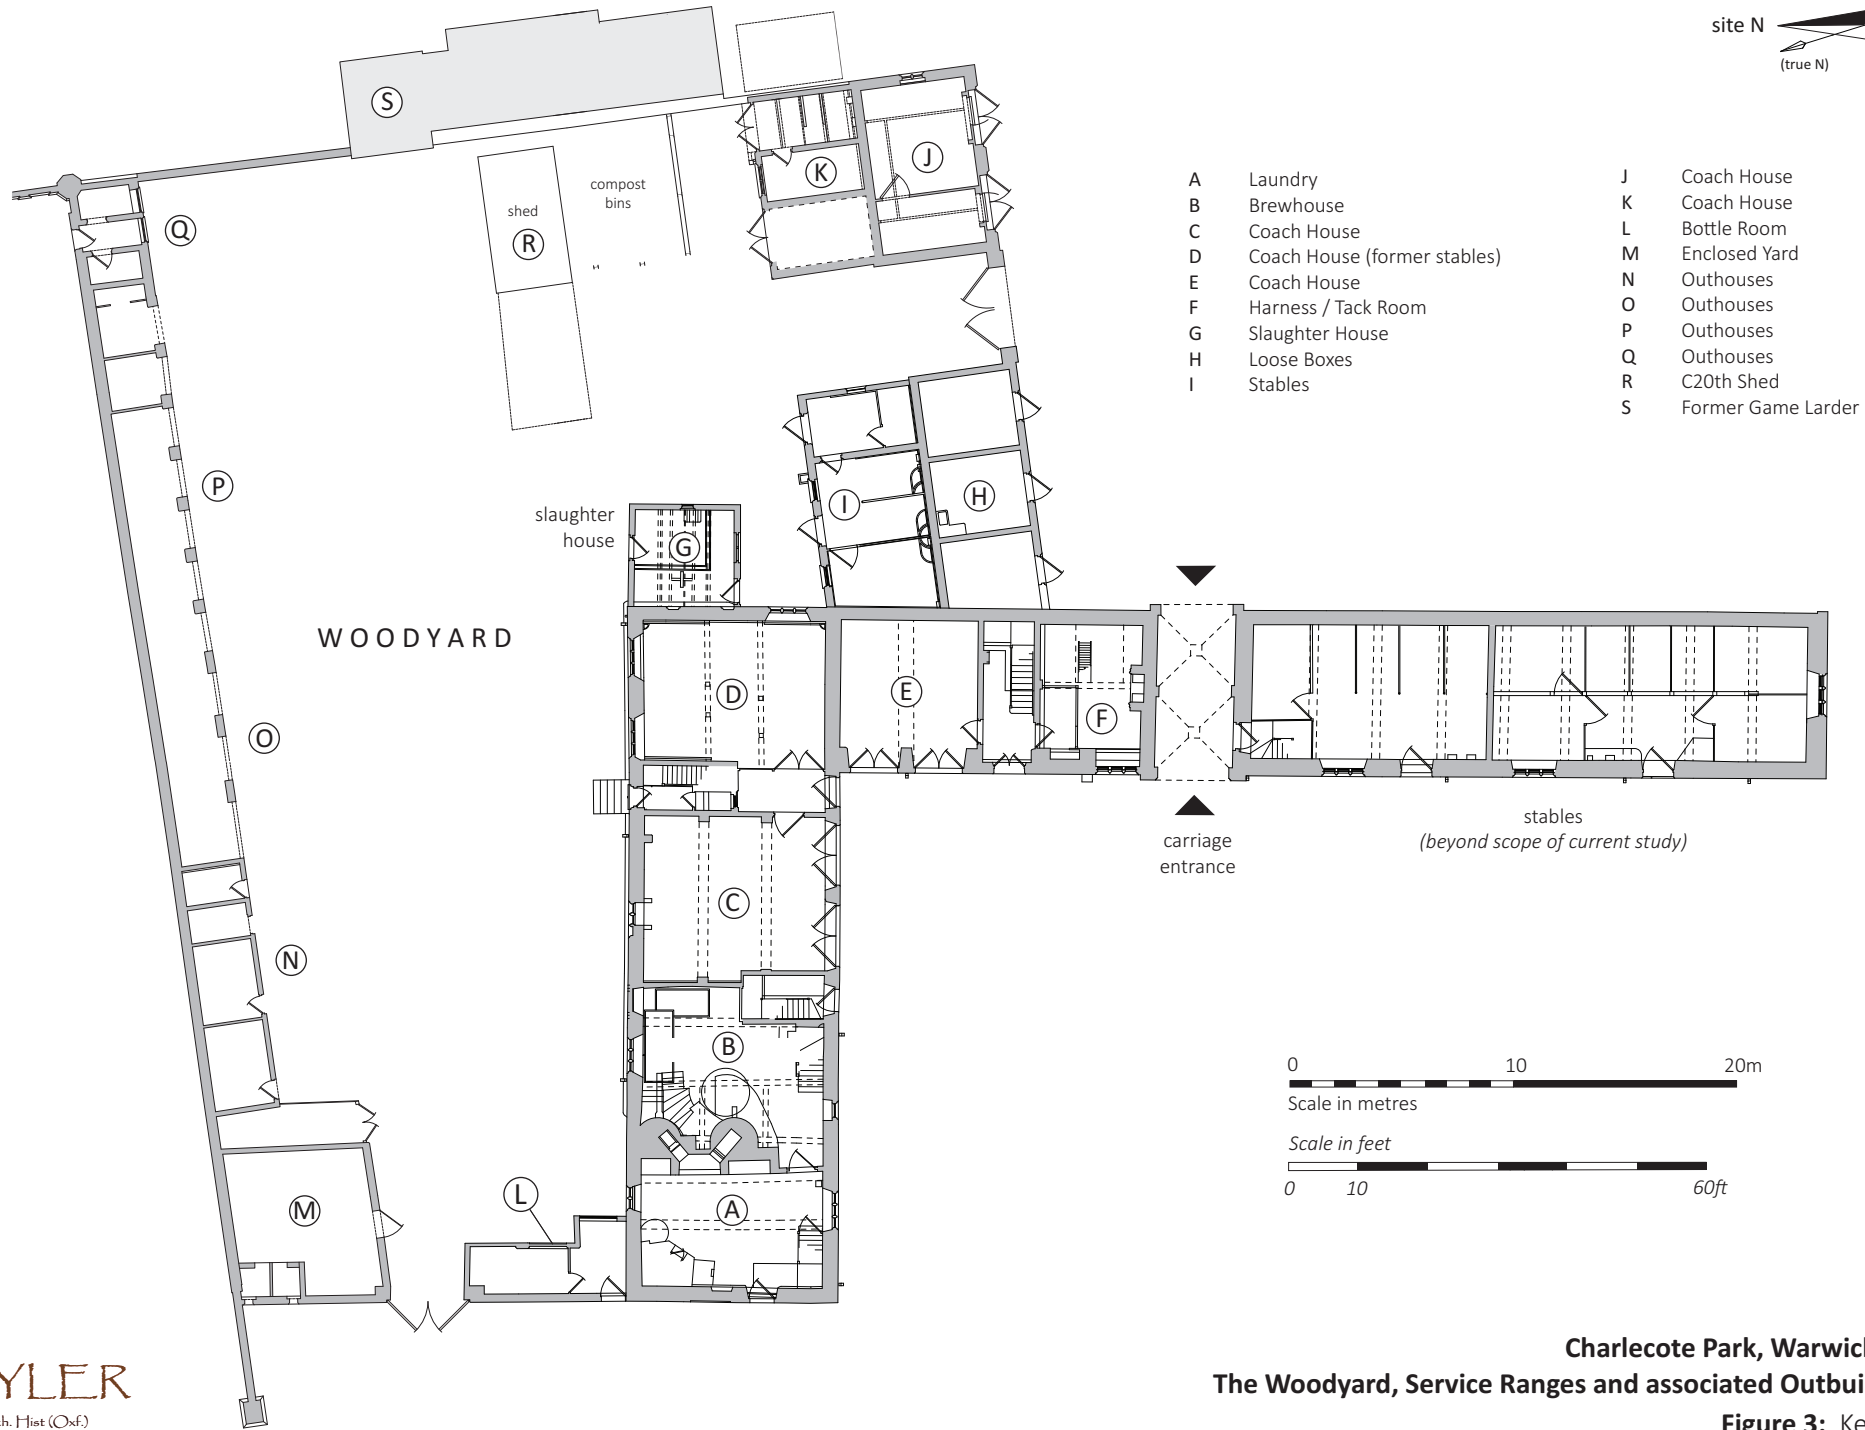 site N
(true N)
S
J
K
shed
R
compost
bins
Q
A Laundry
B Brewhouse
C Coach House
D Coach House (former stables)
E Coach House
F Harness / Tack Room
G Slaughter House
H Loose Boxes
I Stables
J Coach House
K Coach House
L Bottle Room
M Enclosed Yard
N Outhouses
O Outhouses
P Outhouses
Q Outhouses
R C20th Shed
S Former Game Larder
P
I
H
slaughter
house
G
WOODYARD
D
E
F
O
carriage
entrance
stables
(beyond scope of current study)
C
N
B
0 10 20m
Scale in metres
Scale in feet
0 10 60ft
L
A
M
Charlecote Park, Warwick
The Woodyard, Service Ranges and associated Outbui
Figure 3: Ke
YLER
h. Hist (Oxf.)